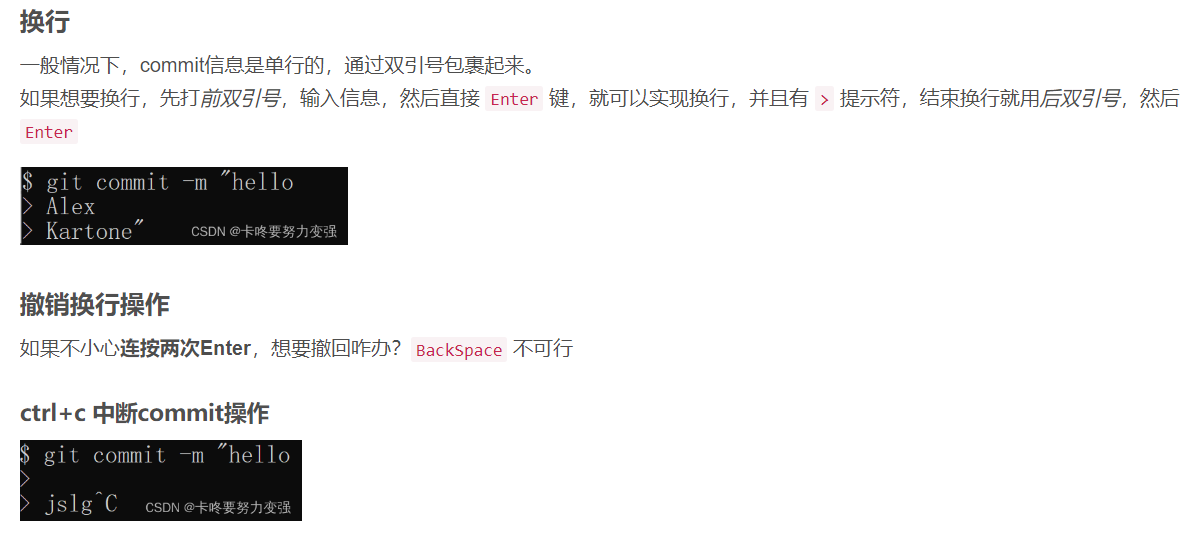 换行
一般情况下，commit信息是单行的，通过双引号包裹起来。
如果想要换行，先打前双引号，输入信息，然后直接 Enter 键，就可以实现换行，并且有 > 提示符，结束换行就用后双引号，然后
Enter
$ git commit -m "hello
> Alex
> Kartone"
CSDN @卡咚要努力变强
撤销换行操作
如果不小心连按两次Enter，想要撤回咋办？ BackSpace 不可行
ctrl+c 中断commit操作
$ git commit -m "hello
>
> jslg^C
CSDN @卡咚要努力变强